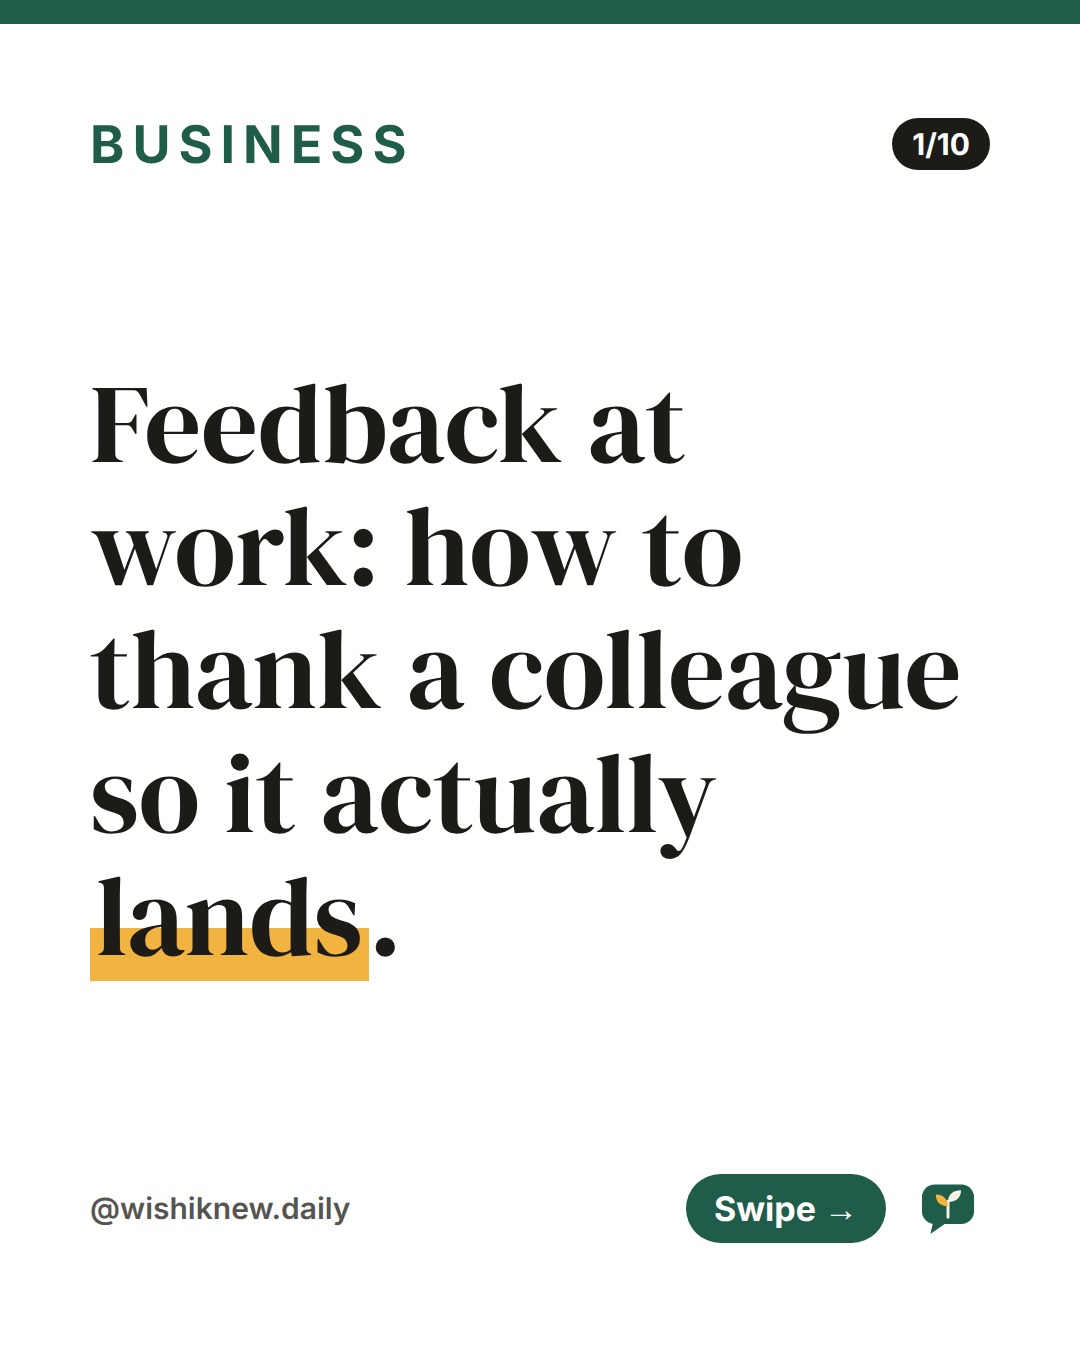 BUSINESS
1/10
Feedback at
work: how to
thank a colleague
so it actually
lands.
@wishiknew.daily
Swipe →